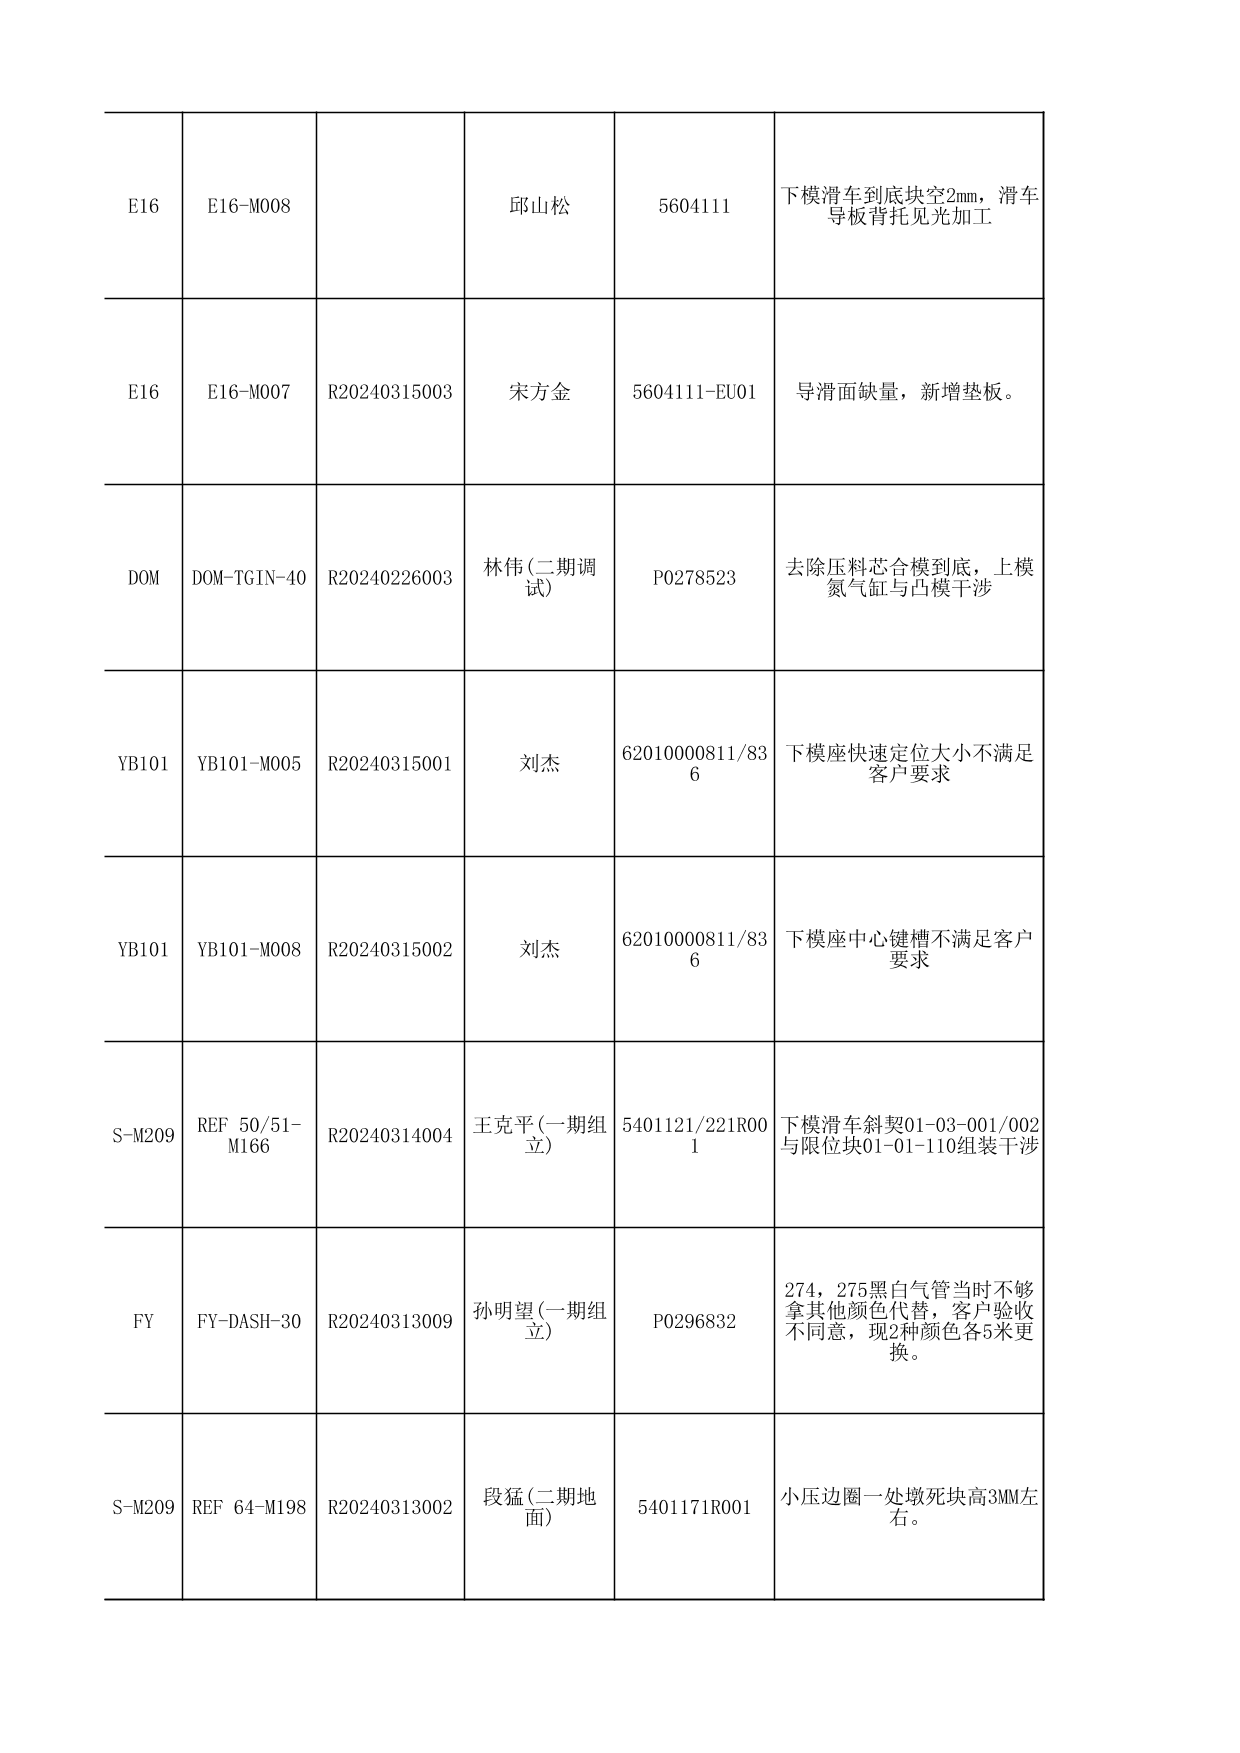 E16
E16-M008
邱山松
5604111
下模滑车到底块空2mm，滑车
导板背托见光加工
E16
E16-M007
R20240315003
宋方金
5604111-EU01
导滑面缺量，新增垫板。
DOM
DOM-TGIN-40
R20240226003
林伟(二期调
试)
P0278523
去除压料芯合模到底，上模
氮气缸与凸模干涉
YB101
YB101-M005
R20240315001
刘杰
62010000811/83
6
下模座快速定位大小不满足
客户要求
YB101
YB101-M008
R20240315002
刘杰
62010000811/83
6
下模座中心键槽不满足客户
要求
S-M209
REF 50/51-
M166
R20240314004
王克平(一期组
立)
5401121/221R00
1
下模滑车斜契01-03-001/002
与限位块01-01-110组装干涉
FY
FY-DASH-30
R20240313009
孙明望(一期组
立)
P0296832
274，275黑白气管当时不够
拿其他颜色代替，客户验收
不同意，现2种颜色各5米更
换。
S-M209
REF 64-M198
R20240313002
段猛(二期地
面)
5401171R001
小压边圈一处墩死块高3MM左
右。